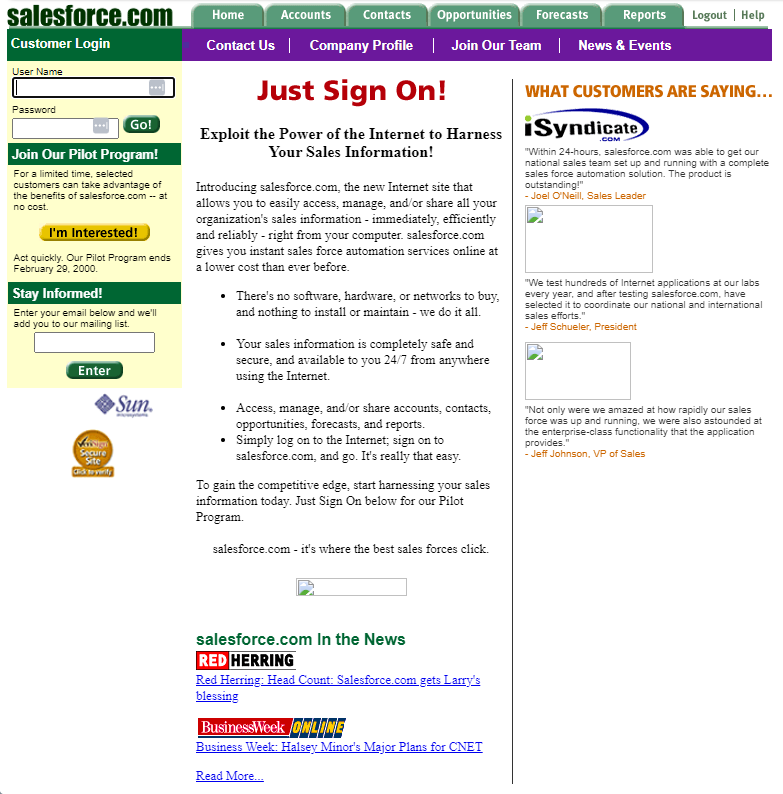 salesforce.com
Home
Accounts
Contacts
Opportunities
Forecasts
Reports
Logout | Help
Customer Login
Contact Us
Company Profile
Join Our Team
News & Events
User Name
Password
Go!
Join Our Pilot Program!
For a limited time, selected
customers can take advantage of
the benefits of salesforce.com -- at
no cost.
I'm Interested!
Act quickly. Our Pilot Program ends
February 29, 2000.
Stay Informed!
Enter your email below and we'll
add you to our mailing list.
Enter
Sun
microsystems
VeriSign
Secure
Site
Click to verify
Just Sign On!
Exploit the Power of the Internet to Harness
Your Sales Information!
Introducing salesforce.com, the new Internet site that
allows you to easily access, manage, and/or share all your
organization's sales information - immediately, efficiently
and reliably - right from your computer. salesforce.com
gives you instant sales force automation services online at
a lower cost than ever before.
• There's no software, hardware, or networks to buy,
and nothing to install or maintain - we do it all.
• Your sales information is completely safe and
secure, and available to you 24/7 from anywhere
using the Internet.
• Access, manage, and/or share accounts, contacts,
opportunities, forecasts, and reports.
• Simply log on to the Internet; sign on to
salesforce.com, and go. It's really that easy.
To gain the competitive edge, start harnessing your sales
information today. Just Sign On below for our Pilot
Program.
salesforce.com - it's where the best sales forces click.
salesforce.com In the News
RED HERRING
Red Herring: Head Count: Salesforce.com gets Larry's
blessing
BusinessWeek ONLINE
Business Week: Halsey Minor's Major Plans for CNET
Read More...
WHAT CUSTOMERS ARE SAYING...
iSyndicate
.COM
"Within 24-hours, salesforce.com was able to get our
national sales team set up and running with a complete
sales force automation solution. The product is
outstanding!"
- Joel O'Neill, Sales Leader
"We test hundreds of Internet applications at our labs
every year, and after testing salesforce.com, have
selected it to coordinate our national and international
sales efforts."
- Jeff Schueler, President
"Not only were we amazed at how rapidly our sales
force was up and running, we were also astounded at
the enterprise-class functionality that the application
provides."
- Jeff Johnson, VP of Sales